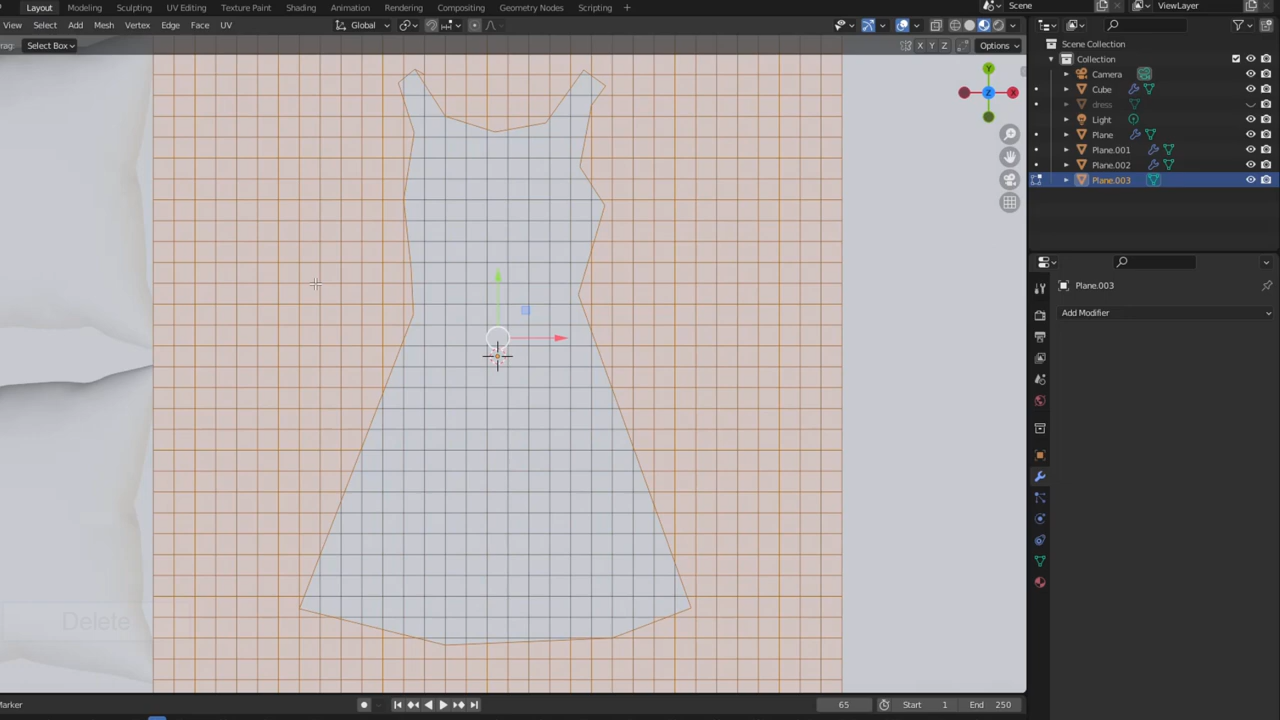 Layout Modeling Sculpting UV Editing Texture Paint Shading Animation Rendering Compositing Geometry Nodes Scripting + Scene ViewLayer
View Select Add Mesh Vertex Edge Face UV Global
Select Box X Y Z Options
Scene Collection
Collection
Camera
Cube
dress
Light
Plane
Plane.001
Plane.002
Plane.003
Y
X
Z
Plane.003
Add Modifier
Delete
Marker 65 Start 1 End 250